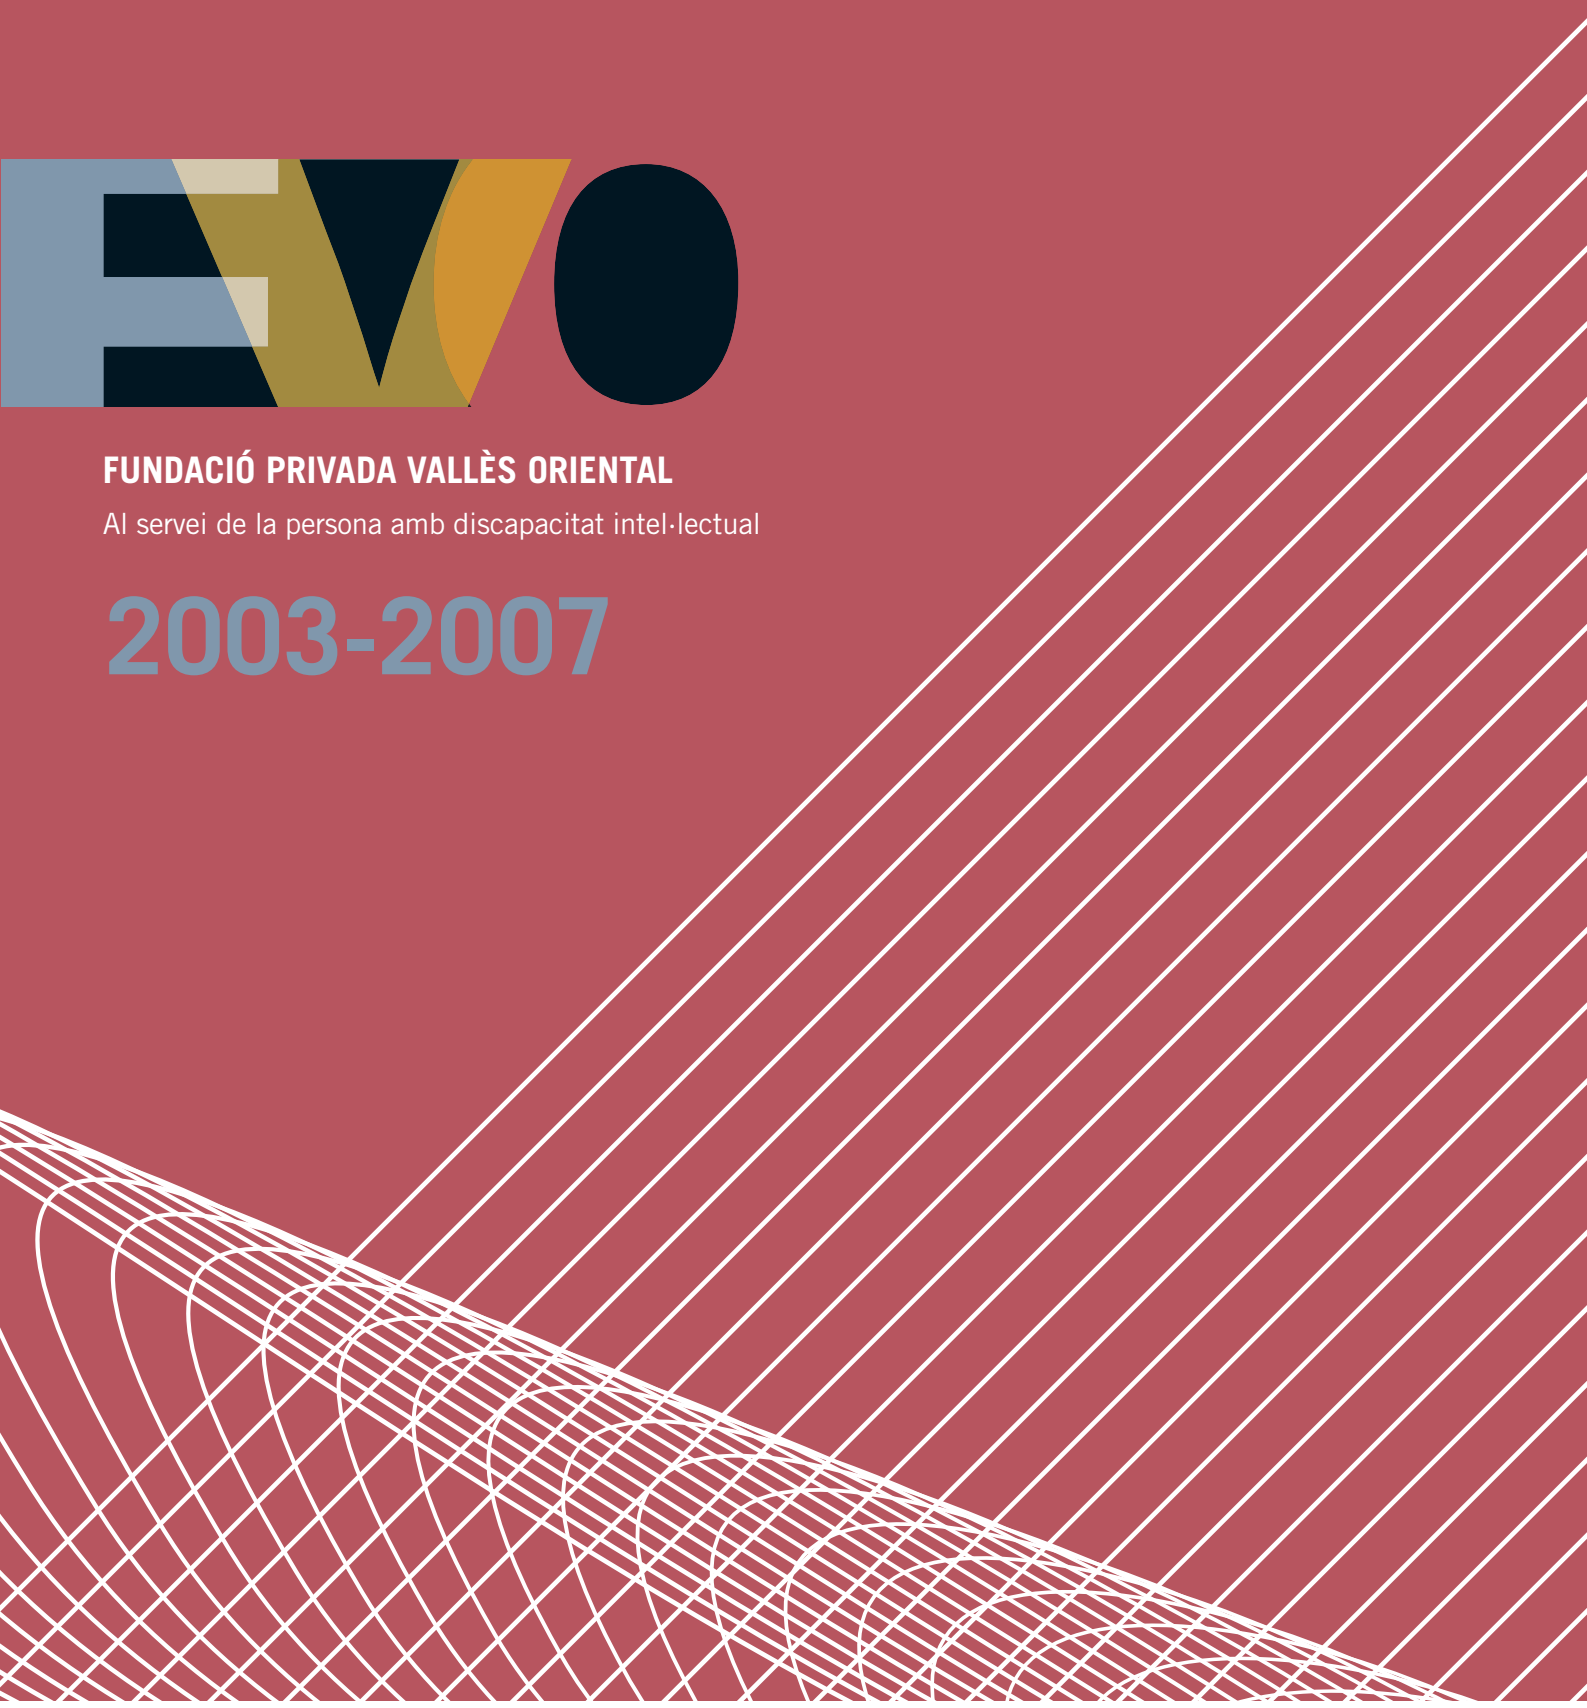 FVO
FUNDACIÓ PRIVADA VALLÈS ORIENTAL
Al servei de la persona amb discapacitat intel·lectual
2003-2007